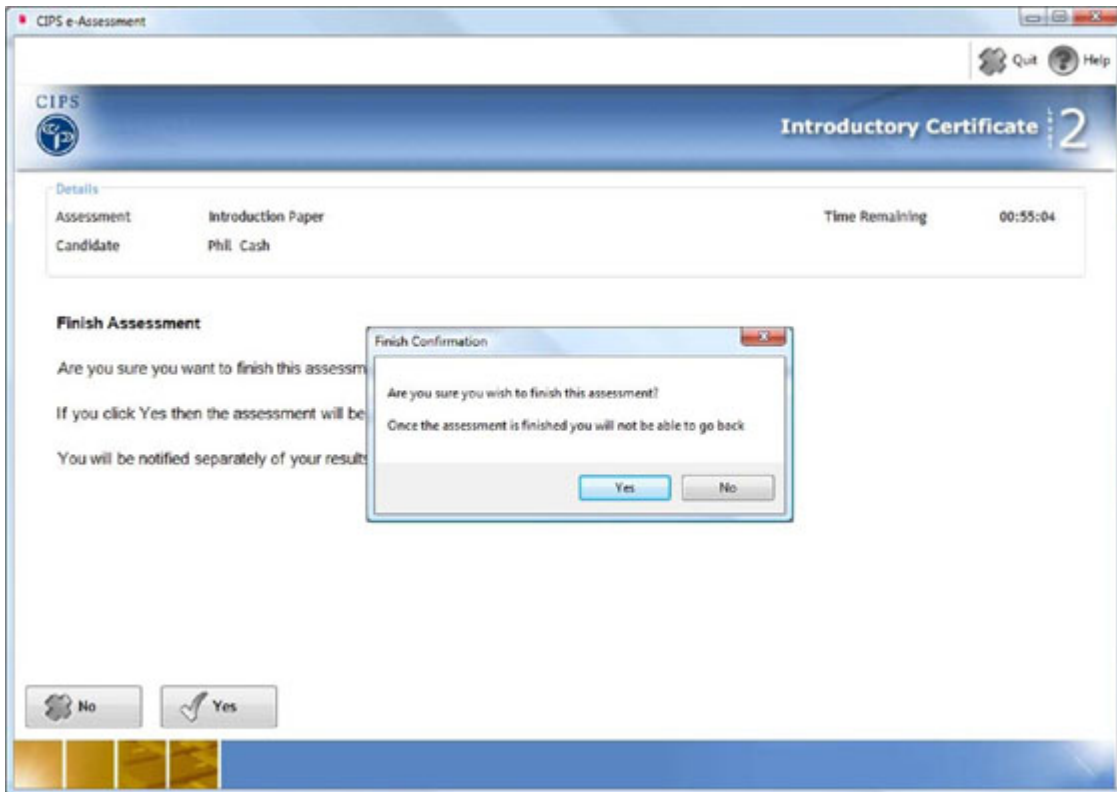 CIPS e-Assessment
Quit
Help
CIPS
Introductory Certificate
Level
2
Details
Assessment Introduction Paper Time Remaining 00:55:04
Candidate Phil Cash
Finish Assessment
Are you sure you want to finish this assessm
If you click Yes then the assessment will be
You will be notified separately of your results
Finish Confirmation
Are you sure you wish to finish this assessment?
Once the assessment is finished you will not be able to go back
Yes No
No Yes